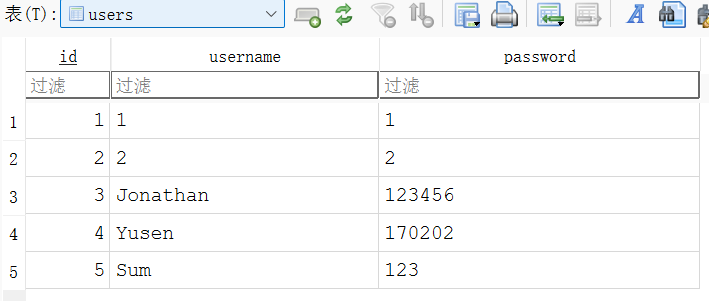 表(T): users
id username password
过滤 过滤 过滤
1 1 1 1
2 2 2 2
3 3 Jonathan 123456
4 4 Yusen 170202
5 5 Sum 123